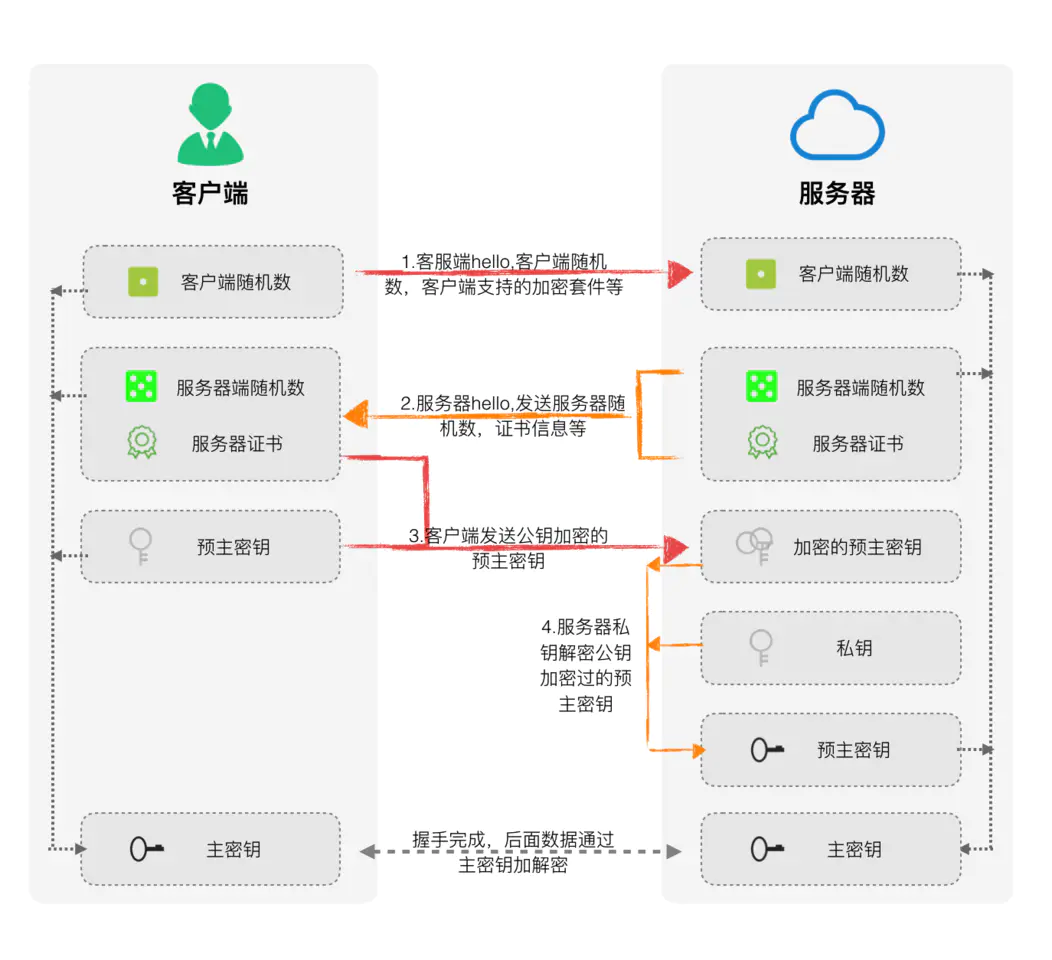 客户端
服务器
客户端随机数
1.客服端hello,客户端随机
数，客户端支持的加密套件等
客户端随机数
服务器端随机数
服务器证书
2.服务器hello,发送服务器随
机数，证书信息等
服务器端随机数
服务器证书
预主密钥
3.客户端发送公钥加密的
预主密钥
加密的预主密钥
4.服务器私
钥解密公钥
加密过的预
主密钥
私钥
预主密钥
主密钥
握手完成，后面数据通过
主密钥加解密
主密钥